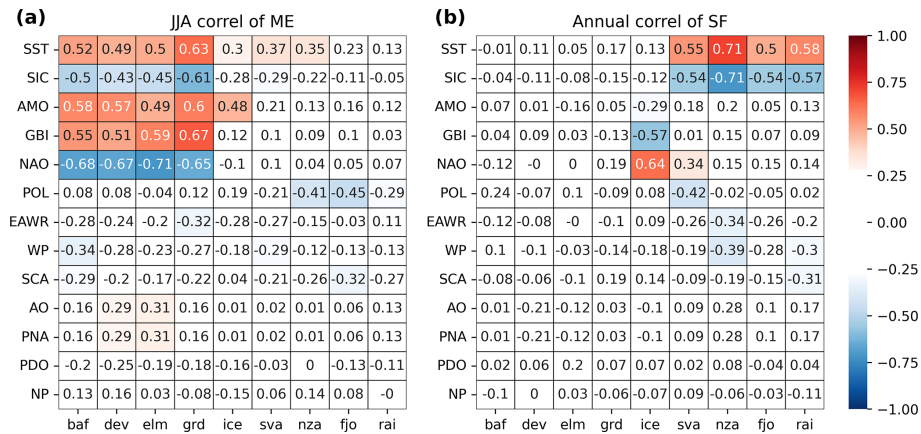 (a) JJA correl of ME
SST 0.52 0.49 0.5 0.63 0.3 0.37 0.35 0.23 0.13
SIC -0.5 -0.43 -0.45 -0.61 -0.28 -0.29 -0.22 -0.11 -0.05
AMO 0.58 0.57 0.49 0.6 0.48 0.21 0.13 0.16 0.12
GBI 0.55 0.51 0.59 0.67 0.12 0.1 0.09 0.1 0.03
NAO -0.68 -0.67 -0.71 -0.65 -0.1 0.1 0.04 0.05 0.07
POL 0.08 0.08 -0.04 0.12 0.19 -0.21 -0.41 -0.45 -0.29
EAWR -0.28 -0.24 -0.2 -0.32 -0.28 -0.27 -0.15 -0.03 0.11
WP -0.34 -0.28 -0.23 -0.27 -0.18 -0.29 -0.12 -0.13 -0.13
SCA -0.29 -0.2 -0.17 -0.22 0.04 -0.21 -0.26 -0.32 -0.27
AO 0.16 0.29 0.31 0.16 0.01 0.02 0.01 0.06 0.13
PNA 0.16 0.29 0.31 0.16 0.01 0.02 0.01 0.06 0.13
PDO -0.2 -0.25 -0.19 -0.18 -0.16 -0.03 0 -0.13 -0.11
NP 0.13 0.16 0.03 -0.08 -0.15 0.06 0.14 0.08 -0
baf dev elm grd ice sva nza fjo rai
(b) Annual correl of SF
SST -0.01 0.11 0.05 0.17 0.13 0.55 0.71 0.5 0.58
SIC -0.04 -0.11 -0.08 -0.15 -0.12 -0.54 -0.71 -0.54 -0.57
AMO 0.07 0.01 -0.16 0.05 -0.29 0.18 0.2 0.05 0.13
GBI 0.04 0.09 0.03 -0.13 -0.57 0.01 0.15 0.07 0.09
NAO -0.12 -0 0 0.19 0.64 0.34 0.15 0.15 0.14
POL -0.24 -0.07 0.1 -0.09 0.08 -0.42 -0.02 -0.05 0.02
EAWR -0.12 -0.08 -0 -0.1 0.09 -0.26 -0.34 -0.26 -0.2
WP 0.1 -0.1 -0.03 -0.14 -0.18 -0.19 -0.39 -0.28 -0.3
SCA -0.08 -0.06 -0.1 0.19 0.14 -0.09 -0.19 -0.15 -0.31
AO 0.01 -0.21 -0.12 0.03 -0.1 0.09 0.28 0.1 0.17
PNA 0.01 -0.21 -0.12 0.03 -0.1 0.09 0.28 0.1 0.17
PDO 0.02 0.06 0.2 0.07 0.07 0.02 0.08 -0.04 0.04
NP -0.1 0 0.03 -0.06 -0.07 0.09 -0.06 -0.03 -0.11
baf dev elm grd ice sva nza fjo rai
1.00
0.75
0.50
0.25
0.00
−0.25
−0.50
−0.75
−1.00